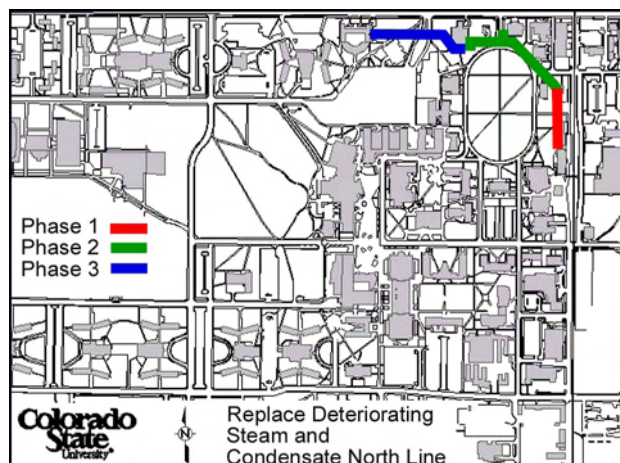 Phase 1
Phase 2
Phase 3
Colorado
State
University
N
Replace Deteriorating
Steam and
Condensate North Line